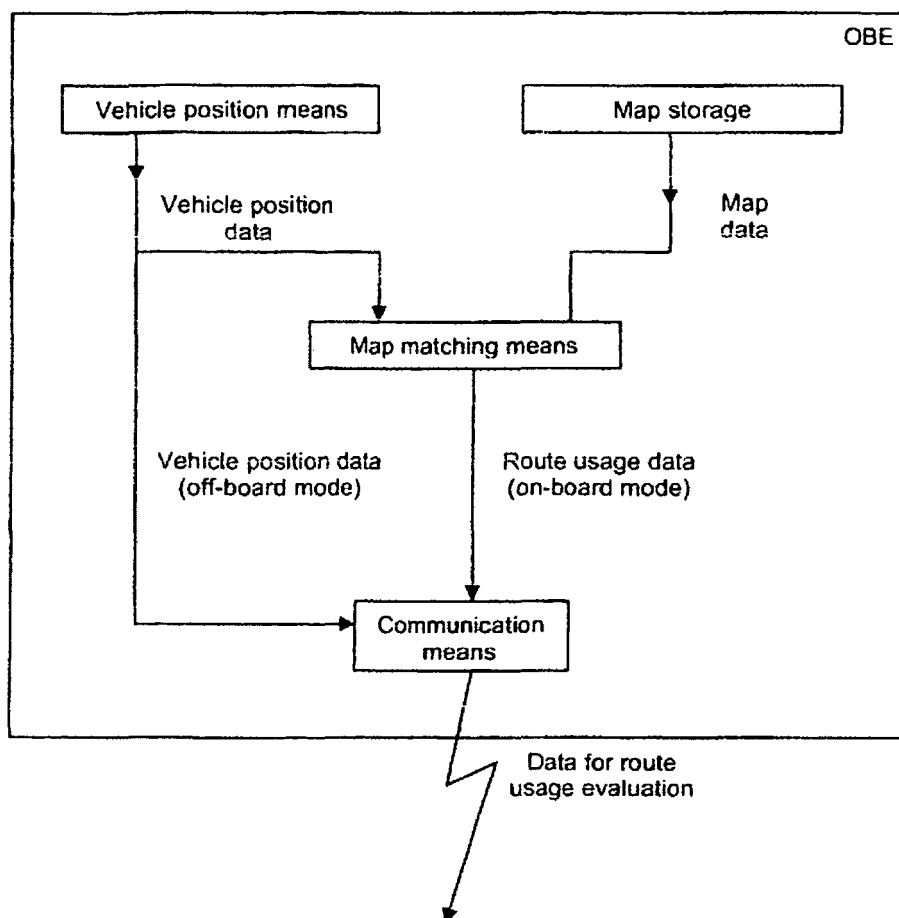 OBE
Vehicle position means
Map storage
Vehicle position
data
Map
data
Map matching means
Vehicle position data
(off-board mode)
Route usage data
(on-board mode)
Communication
means
Data for route
usage evaluation